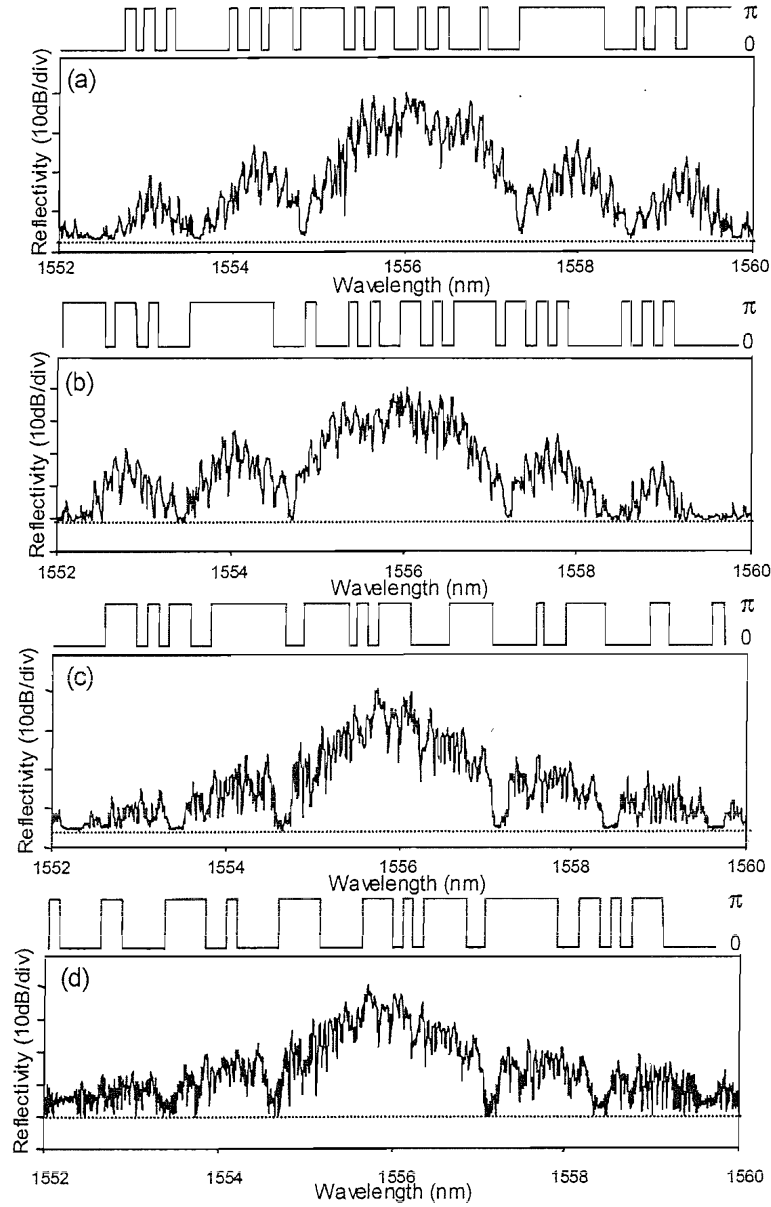 π
0
(a)
Reflectivity (10dB/div)
1552 1554 1556 1558 1560
Wavelength (nm)
π
0
(b)
Reflectivity (10dB/div)
1552 1554 1556 1558 1560
Wavelength (nm)
π
0
(c)
Reflectivity (10dB/div)
1552 1554 1556 1558 1560
Wavelength (nm)
π
0
(d)
Reflectivity (10dB/div)
1552 1554 1556 1558 1560
Wavelength (nm)